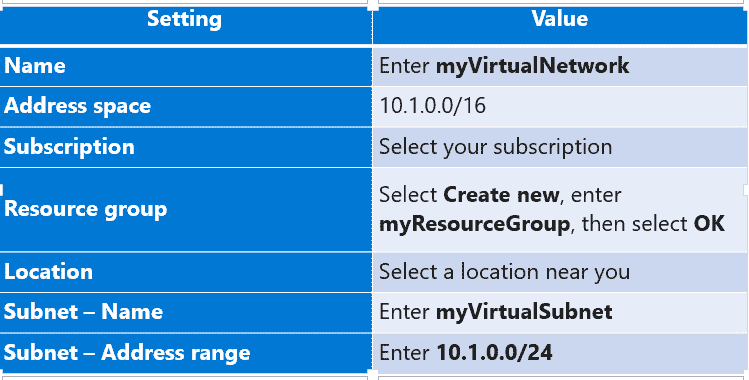 Setting Value
Name Enter myVirtualNetwork
Address space 10.1.0.0/16
Subscription Select your subscription
Resource group Select Create new, enter
myResourceGroup, then select OK
Location Select a location near you
Subnet – Name Enter myVirtualSubnet
Subnet – Address range Enter 10.1.0.0/24